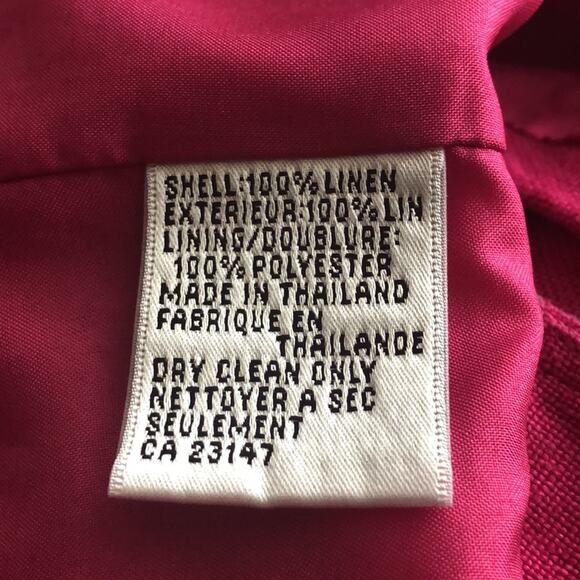 SHELL:100% LINEN
EXTERIEUR:100% LIN
LINING/DOUBLURE:
100% POLYESTER
MADE IN THAILAND
FABRIQUE EN
THAILANDE
DRY CLEAN ONLY
NETTOYER A SEC
SEULEMENT
CA 23147